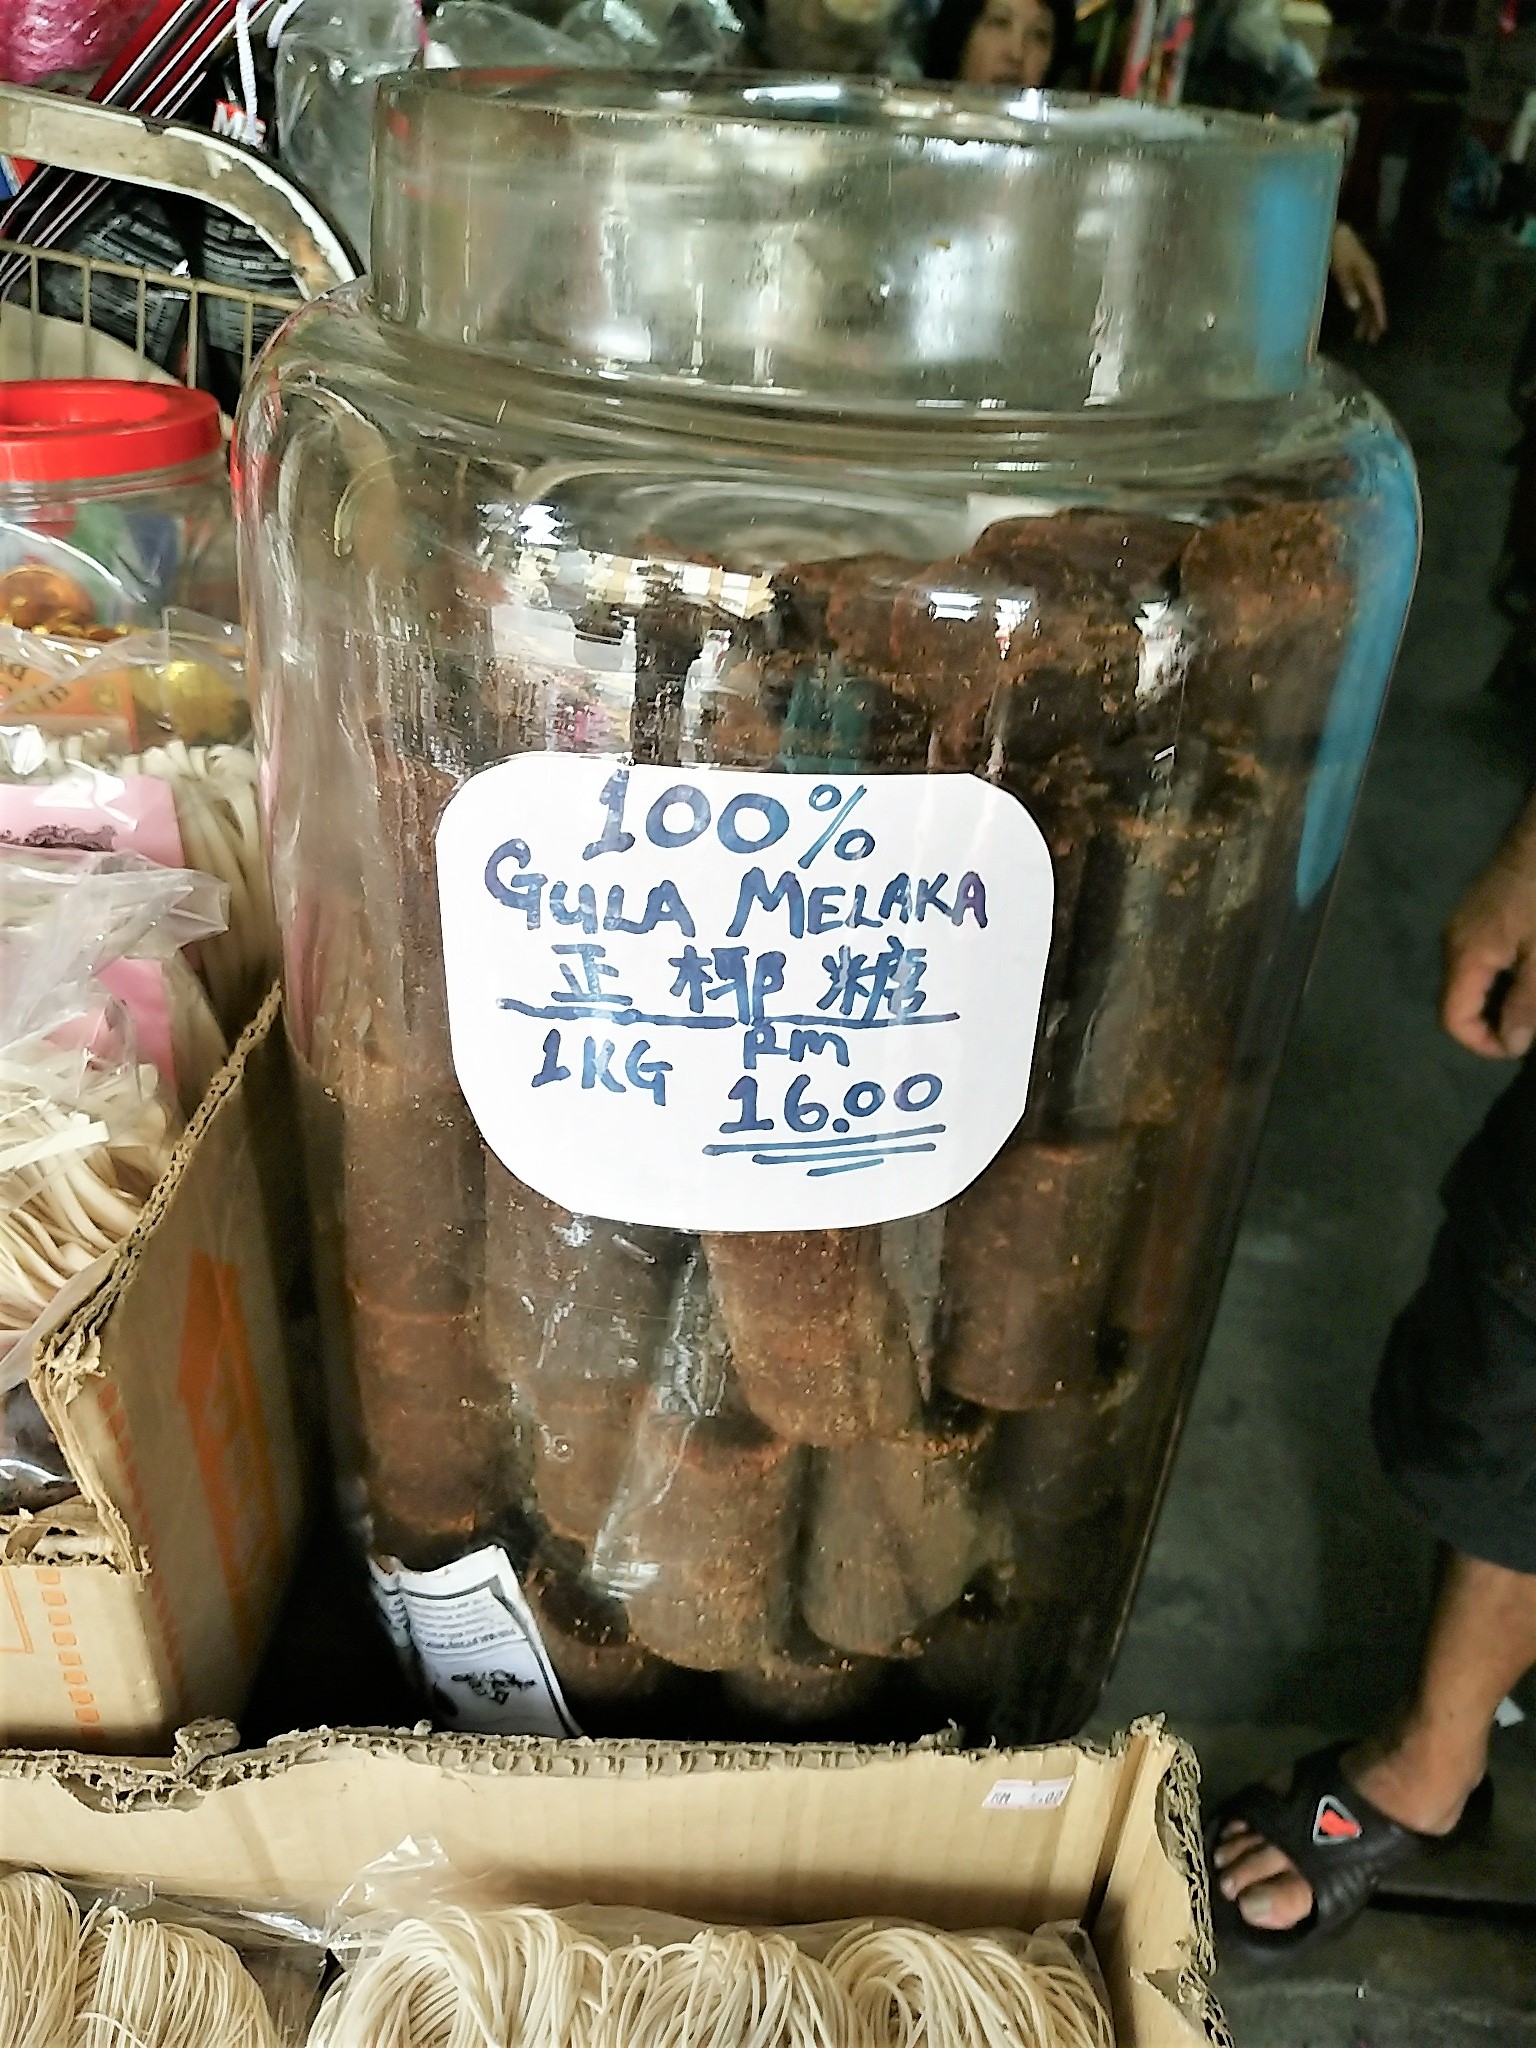 100%
GULA MELAKA
正椰糖
1KG RM
16.00